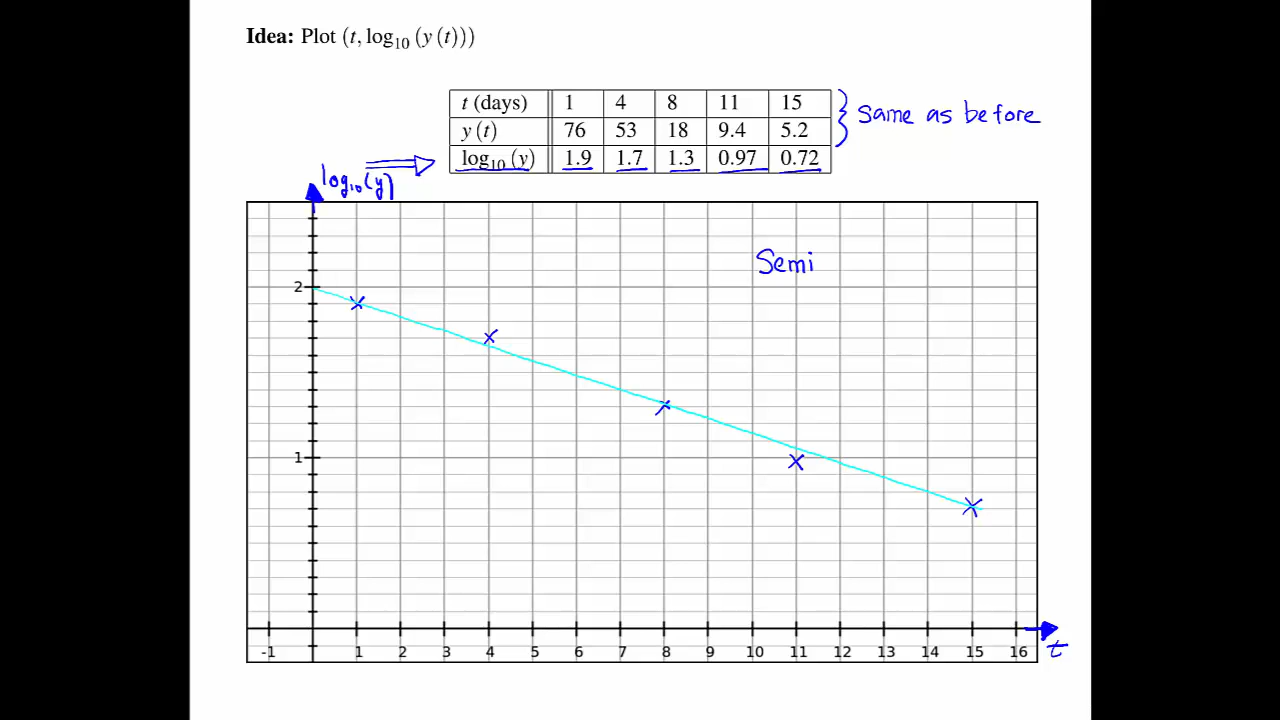 Idea: Plot (t, log₁₀ (y (t)))
t (days) 1 4 8 11 15
y (t) 76 53 18 9.4 5.2
log₁₀ (y) 1.9 1.7 1.3 0.97 0.72
Same as before
log₁₀(y)
Semi
2
1
-1 1 2 3 4 5 6 7 8 9 10 11 12 13 14 15 16
t